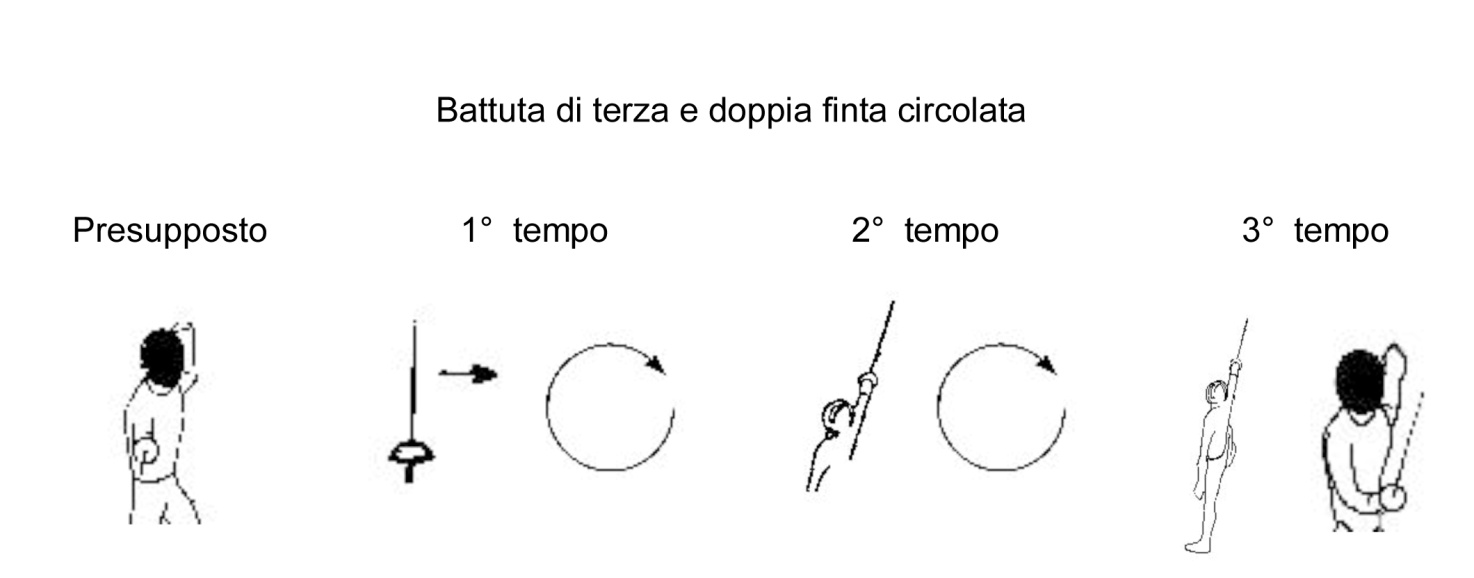 Battuta di terza e doppia finta circolata
Presupposto 1° tempo 2° tempo 3° tempo